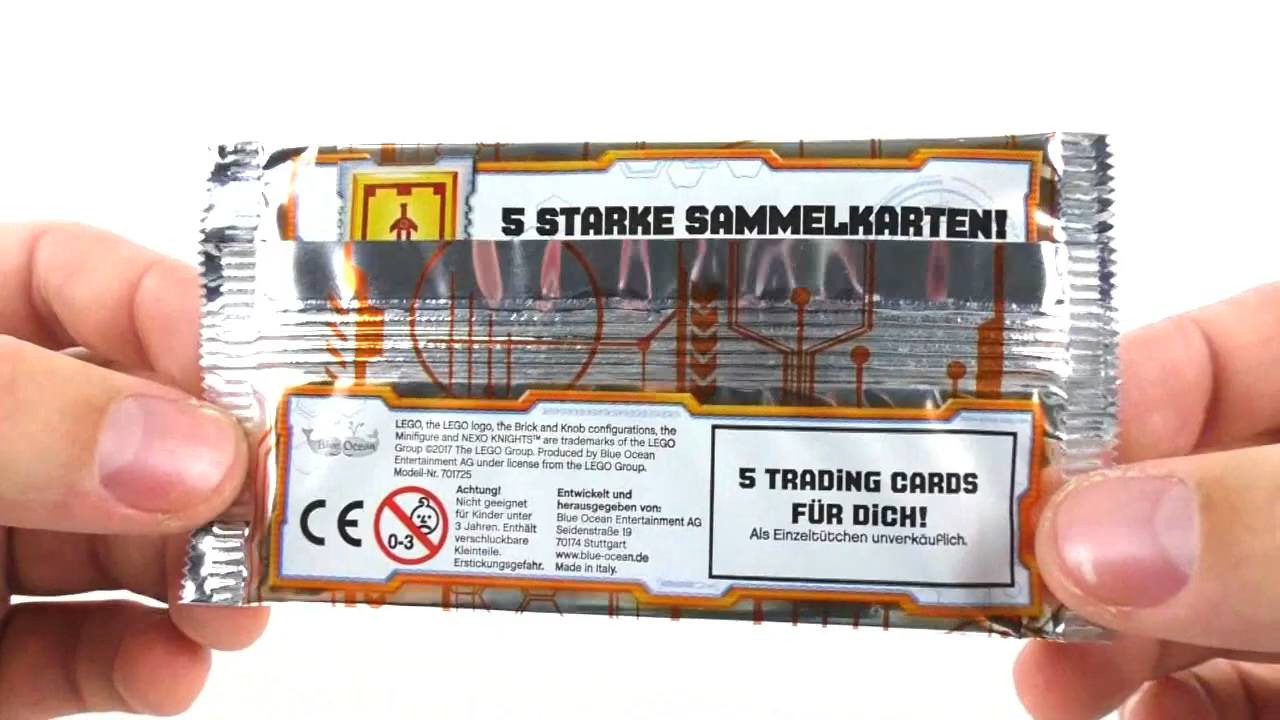 5 STARKE SAMMELKARTEN!
Blue Ocean
LEGO, the LEGO logo, the Brick and Knob configurations, the
Minifigure and NEXO KNIGHTS™ are trademarks of the LEGO
Group ©2017 The LEGO Group. Produced by Blue Ocean
Entertainment AG under license from the LEGO Group.
Modell-Nr. 701725
CE
0-3
Achtung!
Nicht geeignet
für Kinder unter
3 Jahren. Enthält
verschluckbare
Kleinteile.
Erstickungsgefahr.
Entwickelt und
herausgegeben von:
Blue Ocean Entertainment AG
Seidenstraße 19
70174 Stuttgart
www.blue-ocean.de
Made in Italy.
5 TRADING CARDS
FÜR DICH!
Als Einzeltütchen unverkäuflich.